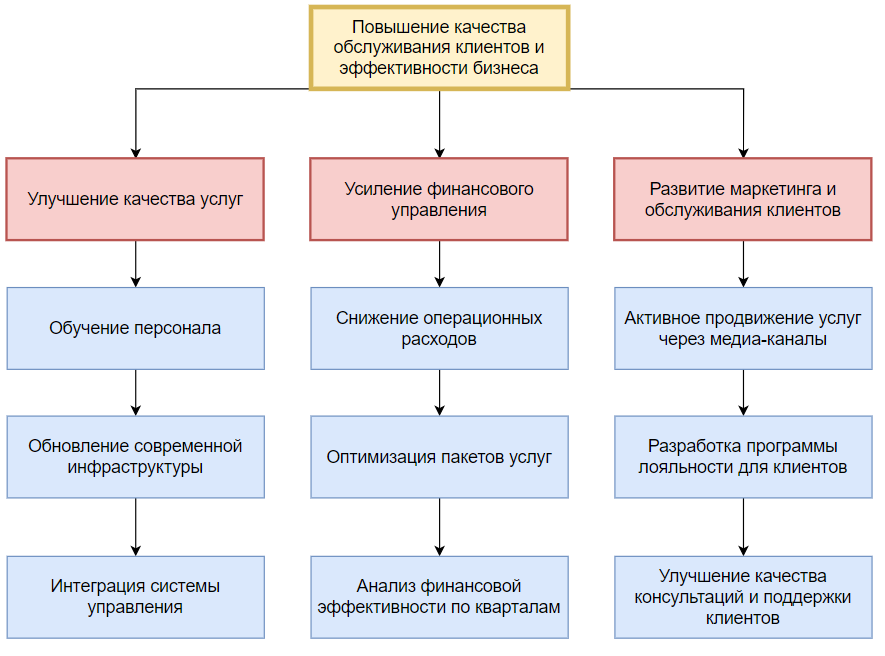 Повышение качества
обслуживания клиентов и
эффективности бизнеса
Улучшение качества услуг
Усиление финансового
управления
Развитие маркетинга и
обслуживания клиентов
Обучение персонала
Снижение операционных
расходов
Активное продвижение услуг
через медиа-каналы
Обновление современной
инфраструктуры
Оптимизация пакетов услуг
Разработка программы
лояльности для клиентов
Интеграция системы
управления
Анализ финансовой
эффективности по кварталам
Улучшение качества
консультаций и поддержки
клиентов